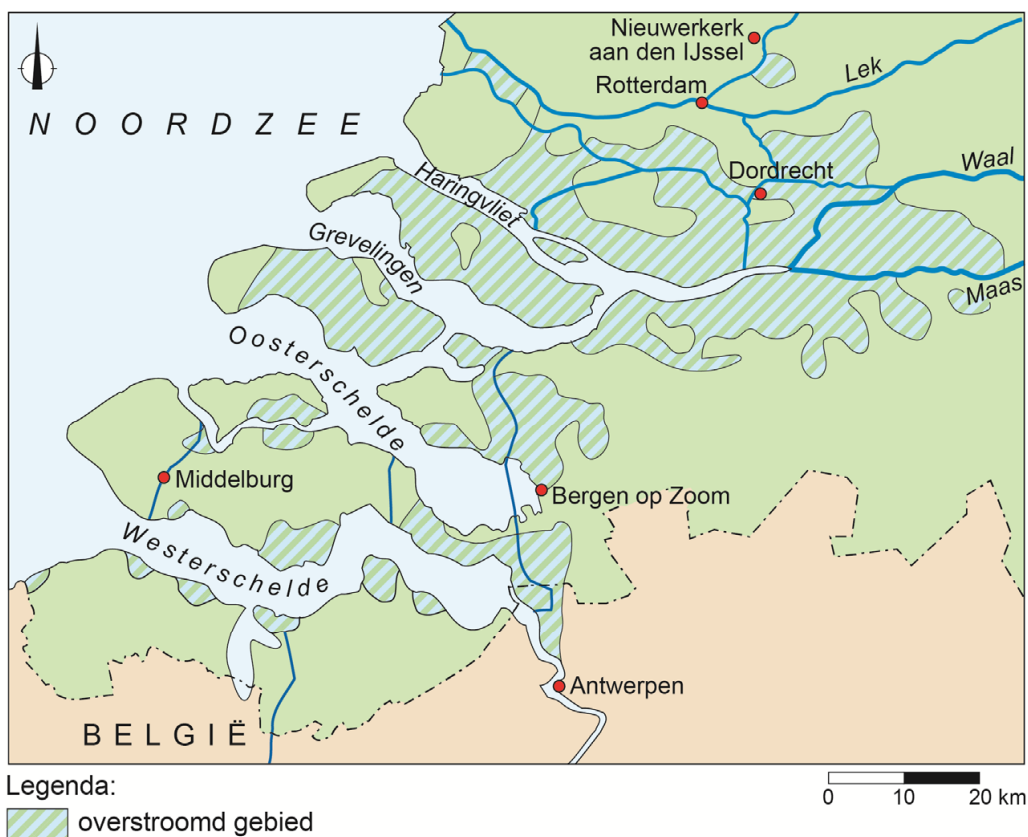 Nieuwerkerk
aan den IJssel
Lek
Rotterdam
NOORDZEE
Waal
Dordrecht
Haringvliet
Grevelingen
Maas
Oosterschelde
Middelburg
Bergen op Zoom
Westerschelde
Antwerpen
BELGIË
Legenda:
0 10 20 km
overstroomd gebied